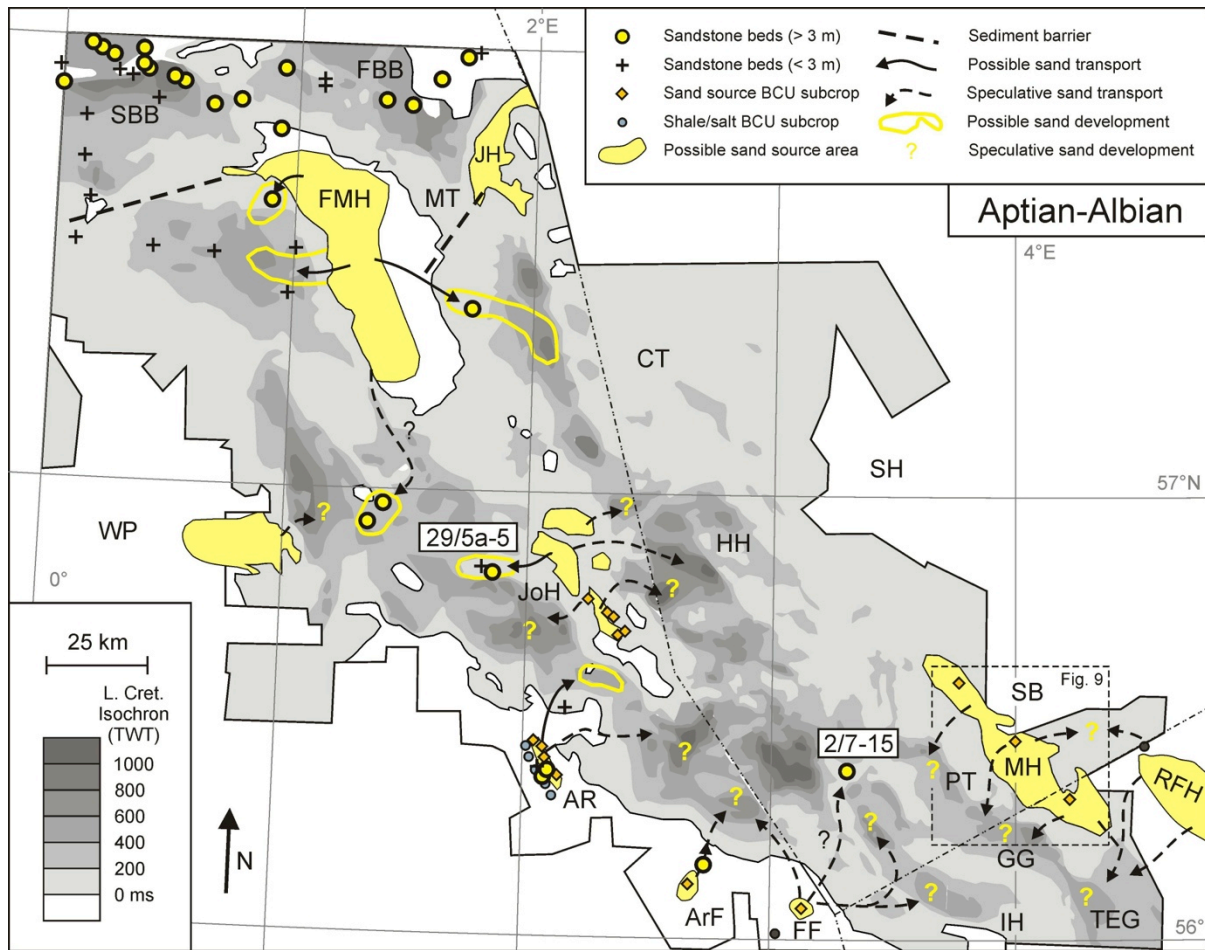 2°E
Sandstone beds (> 3 m)
Sandstone beds (< 3 m)
Sand source BCU subcrop
Shale/salt BCU subcrop
Possible sand source area
Sediment barrier
Possible sand transport
Speculative sand transport
Possible sand development
? Speculative sand development
Aptian-Albian
FBB
SBB
JH
FMH
MT
4°E
CT
SH
?
57°N
WP
?
?
29/5a-5
HH
0°
JoH
?
?
25 km
L. Cret.
Isochron
(TWT)
1000
800
600
400
200
0 ms
N
Fig. 9
SB
?
2/7-15
?
MH
?
PT
RFH
AR
?
?
?
?
GG
ArF
FF
?
IH
?
TEG
56°